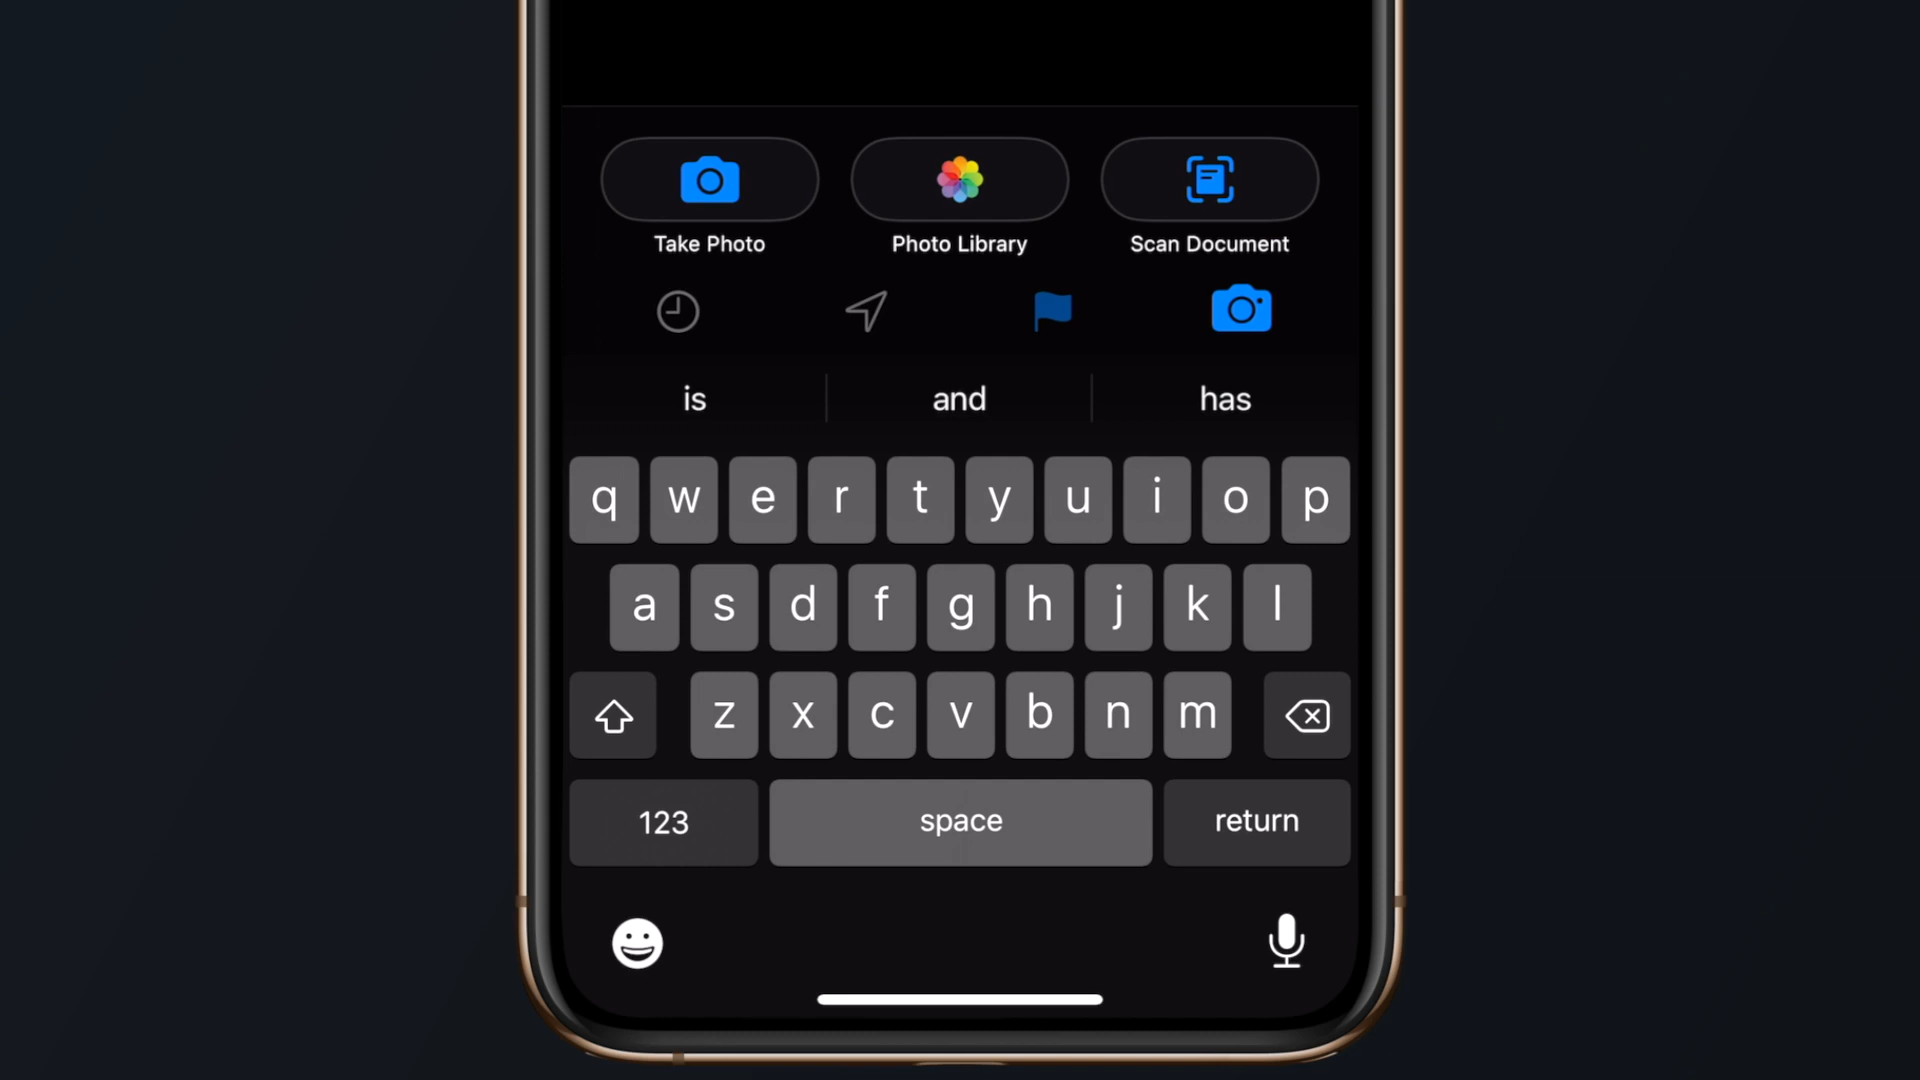 Take Photo Photo Library Scan Document
is and has
q w e r t y u i o p
a s d f g h j k l
z x c v b n m
123 space return